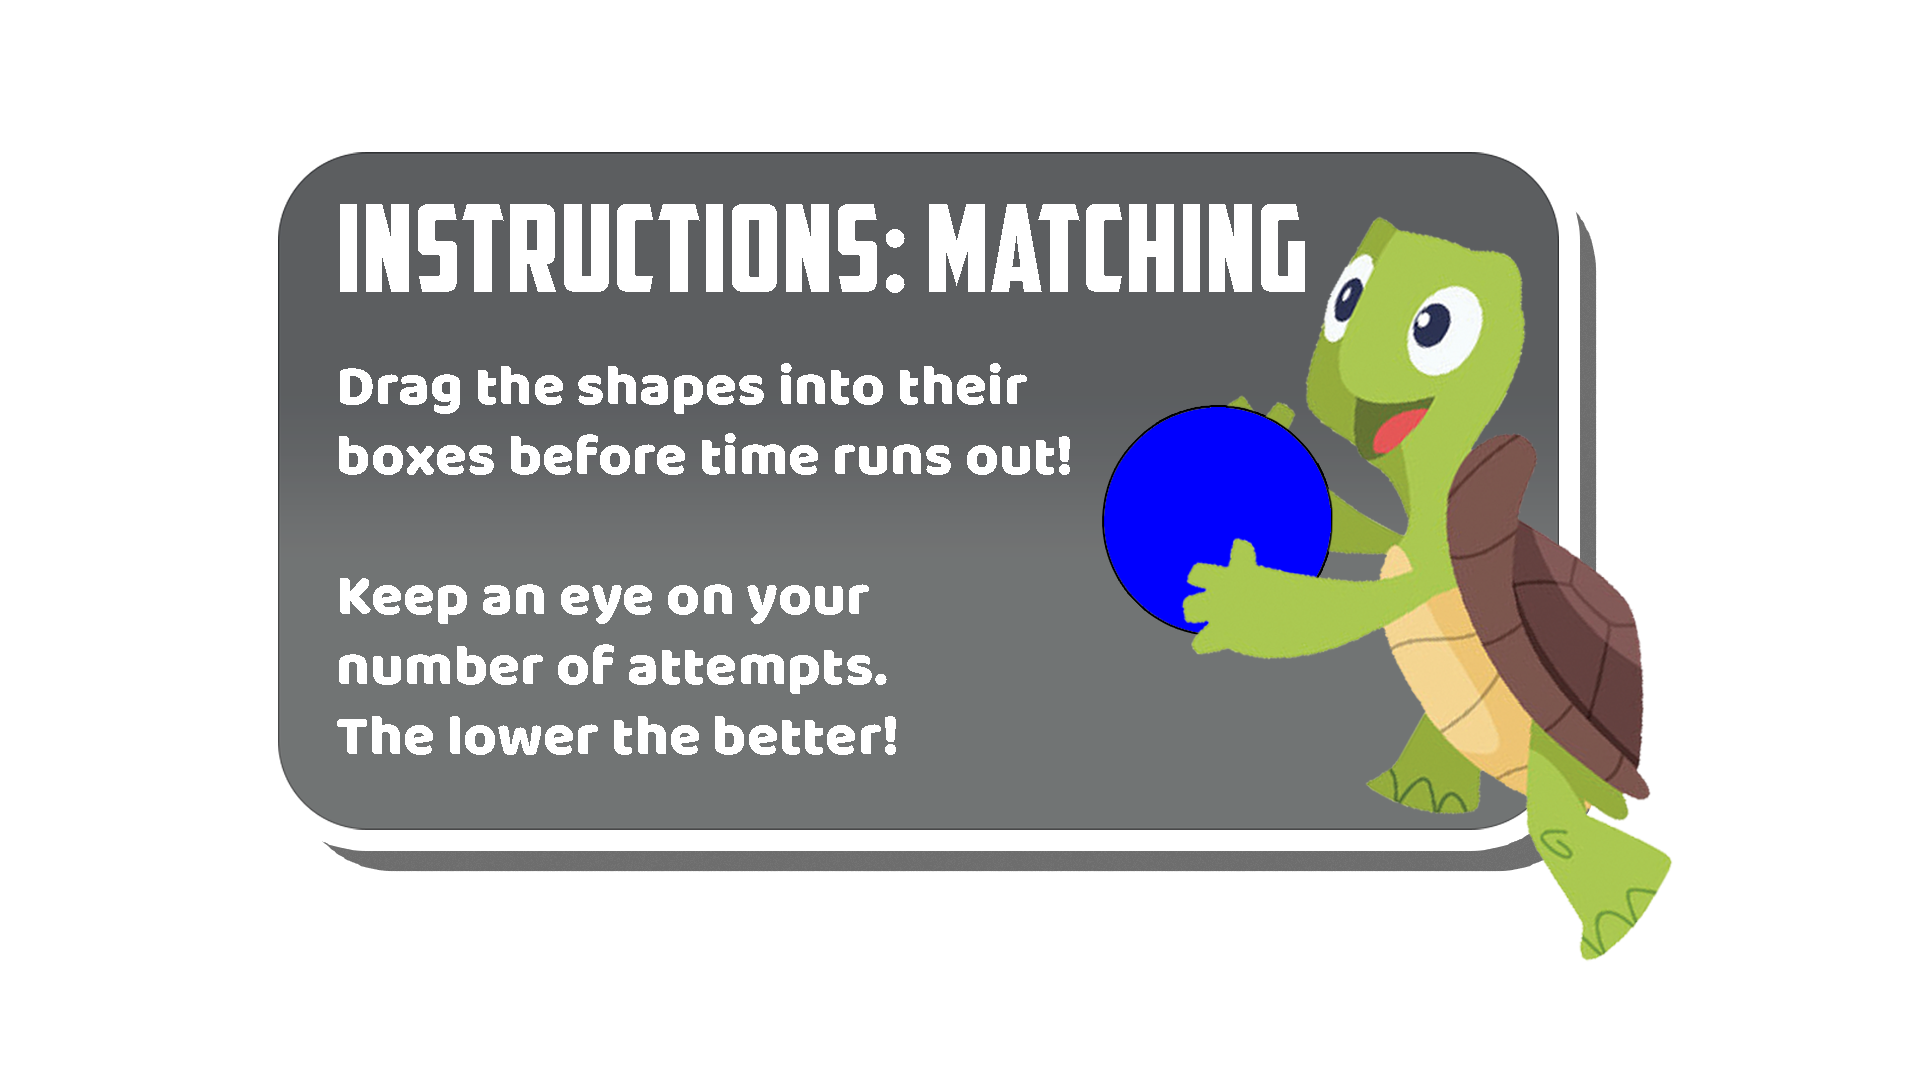 INSTRUCTIONS: MATCHING
Drag the shapes into their
boxes before time runs out!
Keep an eye on your
number of attempts.
The lower the better!